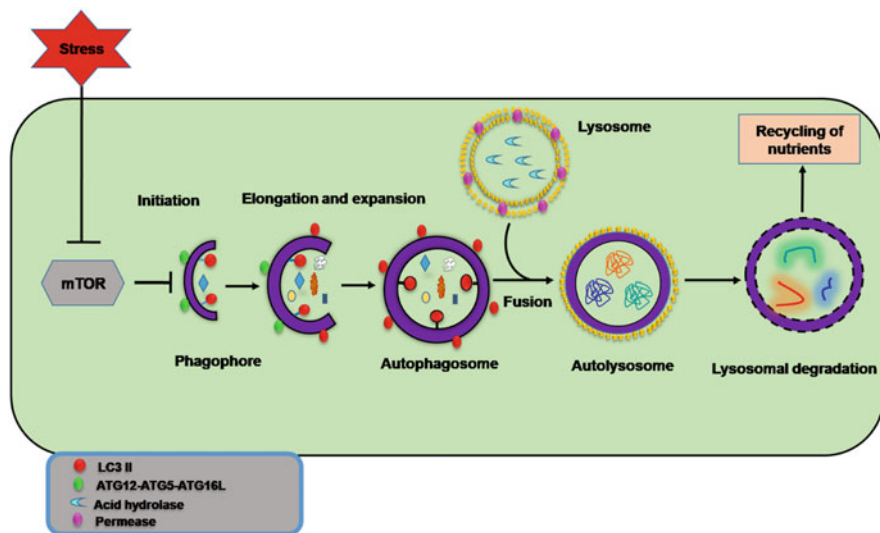 Stress
Lysosome
Recycling of
nutrients
Initiation
Elongation and expansion
mTOR
Fusion
Phagophore
Autophagosome
Autolysosome
Lysosomal degradation
LC3 II
ATG12-ATG5-ATG16L
Acid hydrolase
Permease